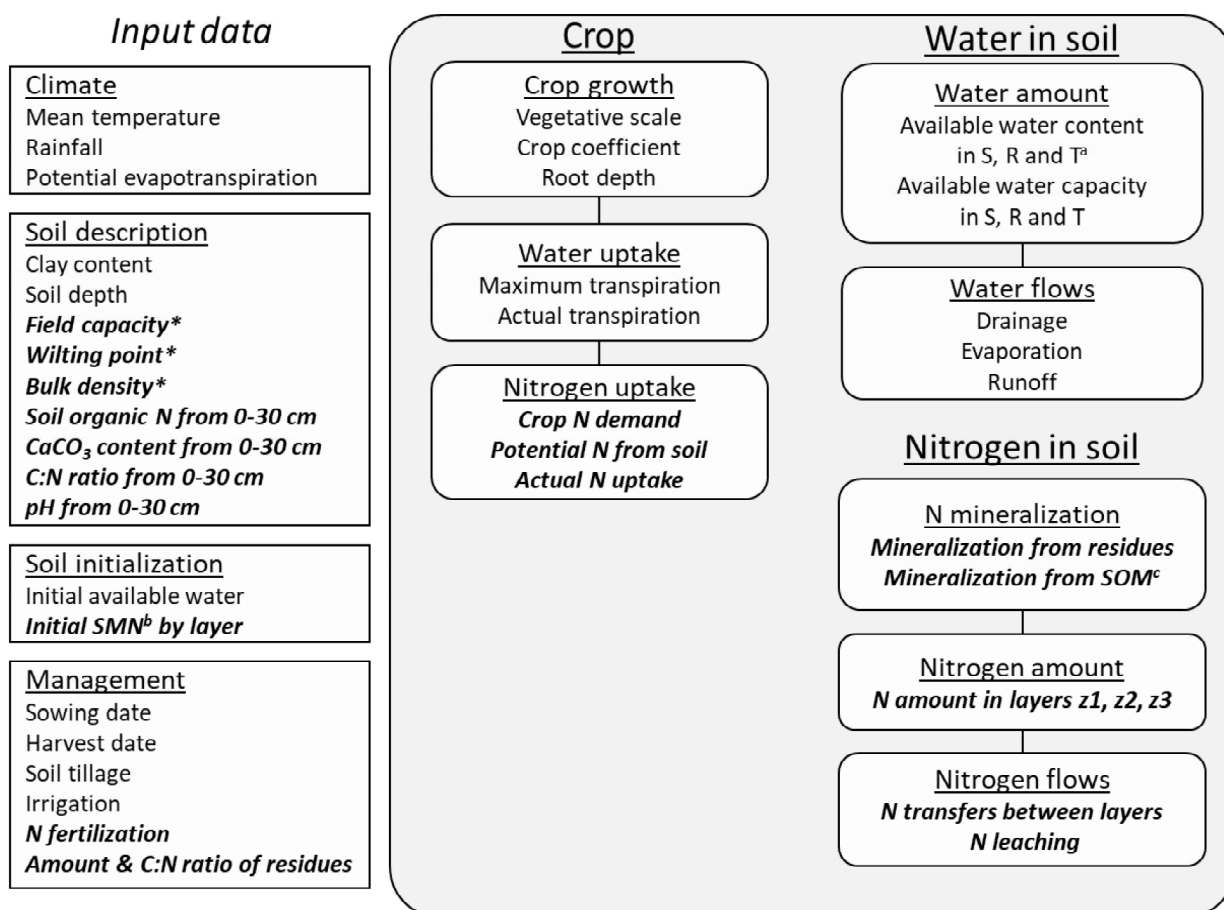 Input data
Climate
Mean temperature
Rainfall
Potential evapotranspiration
Soil description
Clay content
Soil depth
Field capacity*
Wilting point*
Bulk density*
Soil organic N from 0-30 cm
CaCO₃ content from 0-30 cm
C:N ratio from 0-30 cm
pH from 0-30 cm
Soil initialization
Initial available water
Initial SMNᵇ by layer
Management
Sowing date
Harvest date
Soil tillage
Irrigation
N fertilization
Amount & C:N ratio of residues
Crop
Crop growth
Vegetative scale
Crop coefficient
Root depth
Water uptake
Maximum transpiration
Actual transpiration
Nitrogen uptake
Crop N demand
Potential N from soil
Actual N uptake
Water in soil
Water amount
Available water content
in S, R and Tᵃ
Available water capacity
in S, R and T
Water flows
Drainage
Evaporation
Runoff
Nitrogen in soil
N mineralization
Mineralization from residues
Mineralization from SOMᶜ
Nitrogen amount
N amount in layers z1, z2, z3
Nitrogen flows
N transfers between layers
N leaching